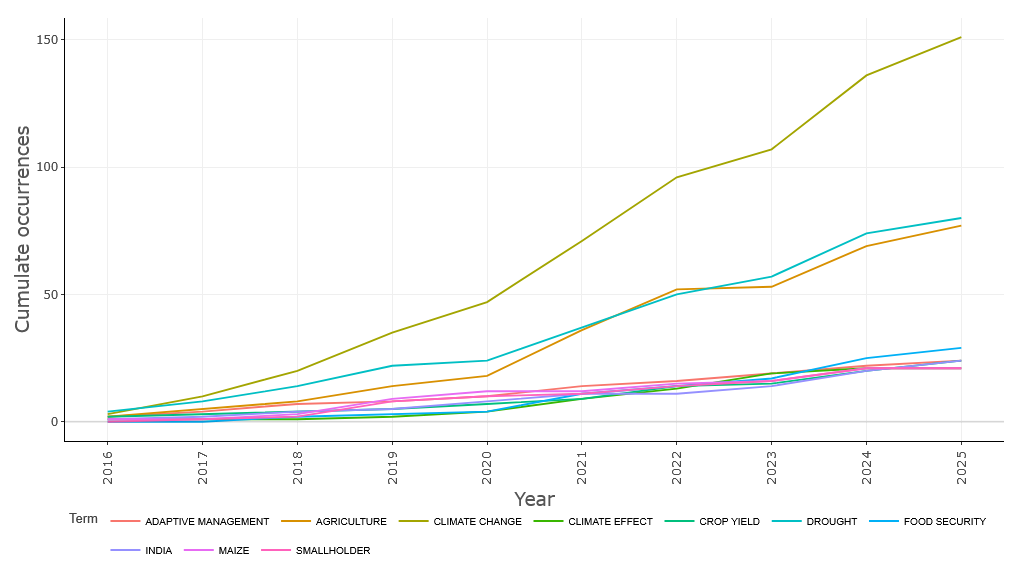 150
100
50
0
Cumulate occurrences
2016 2017 2018 2019 2020 2021 2022 2023 2024 2025
Year
Term ADAPTIVE MANAGEMENT AGRICULTURE CLIMATE CHANGE CLIMATE EFFECT CROP YIELD DROUGHT FOOD SECURITY
INDIA MAIZE SMALLHOLDER